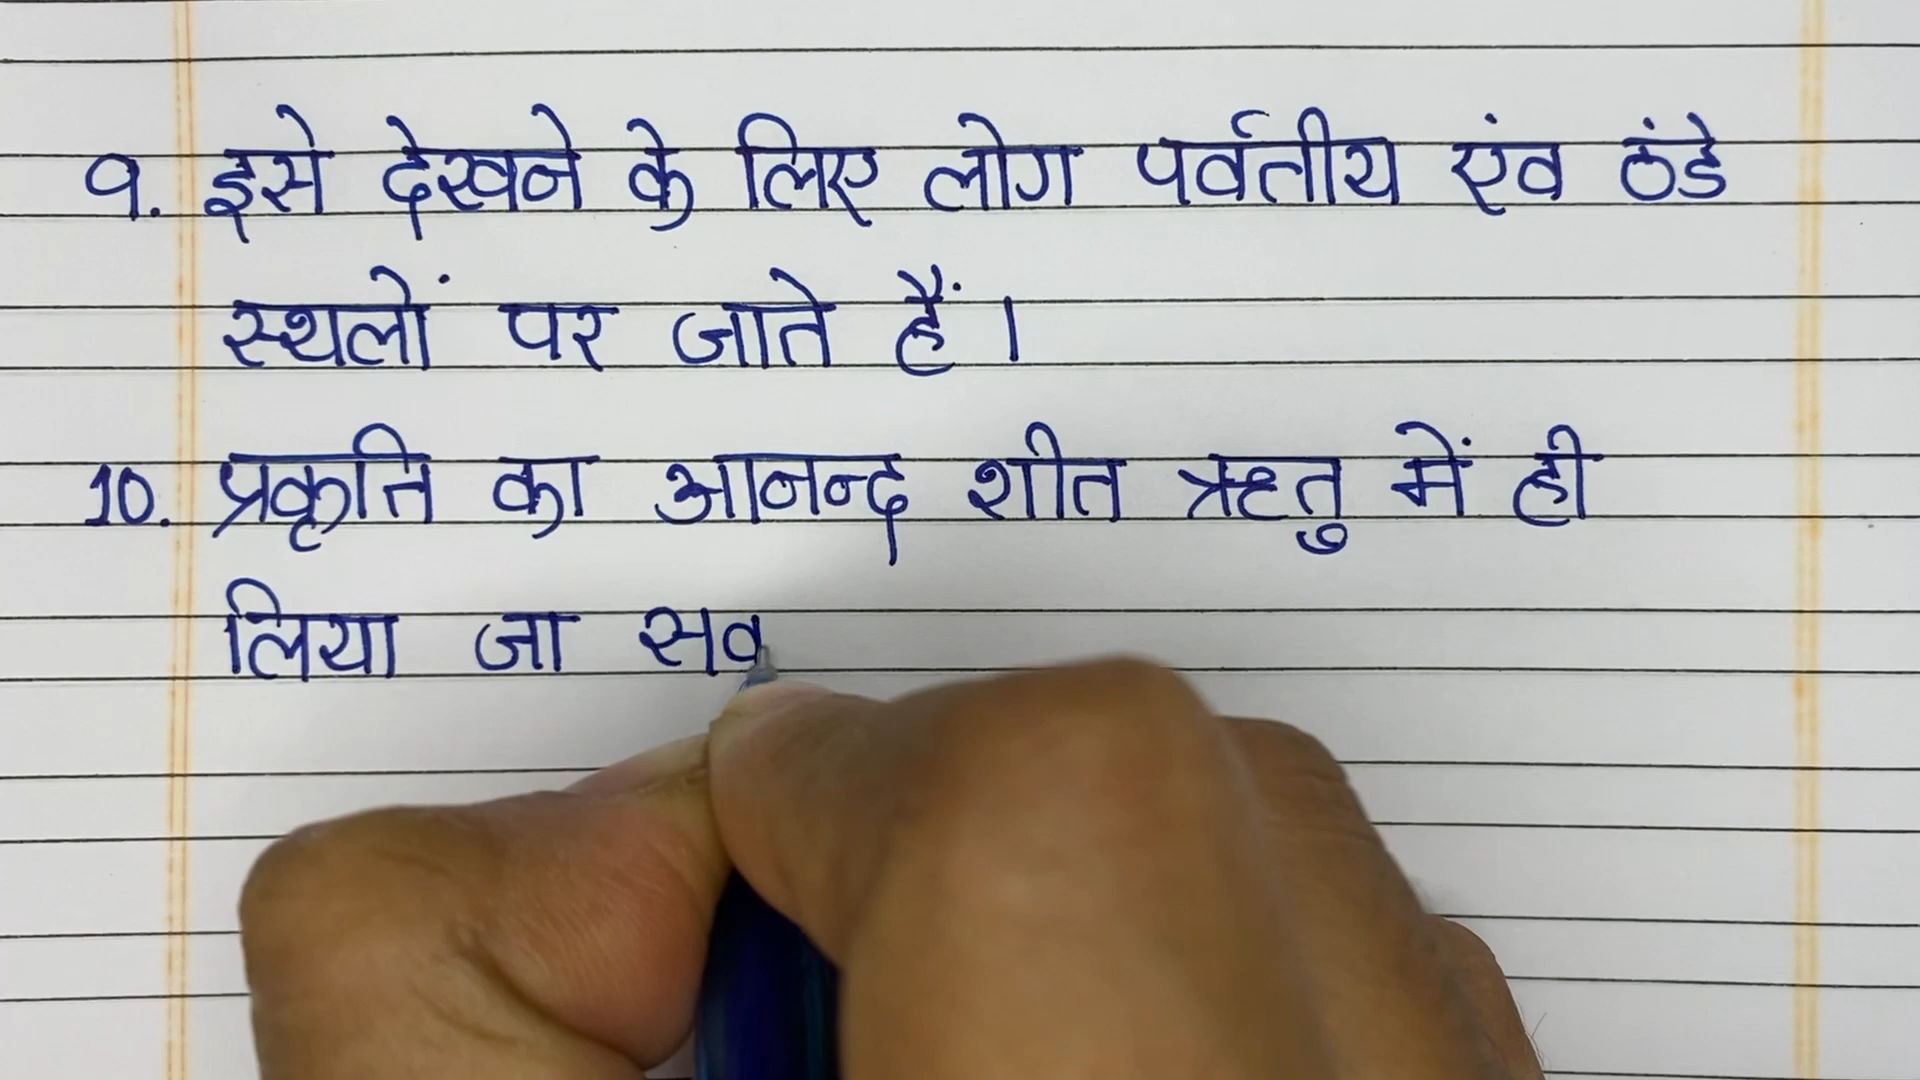 9. इसे देखने के लिए लोग पर्वतीय एंव ठंडे
स्थलों पर जाते हैं।
10. प्रकृति का आनन्द शीत ऋतु में ही
लिया जा